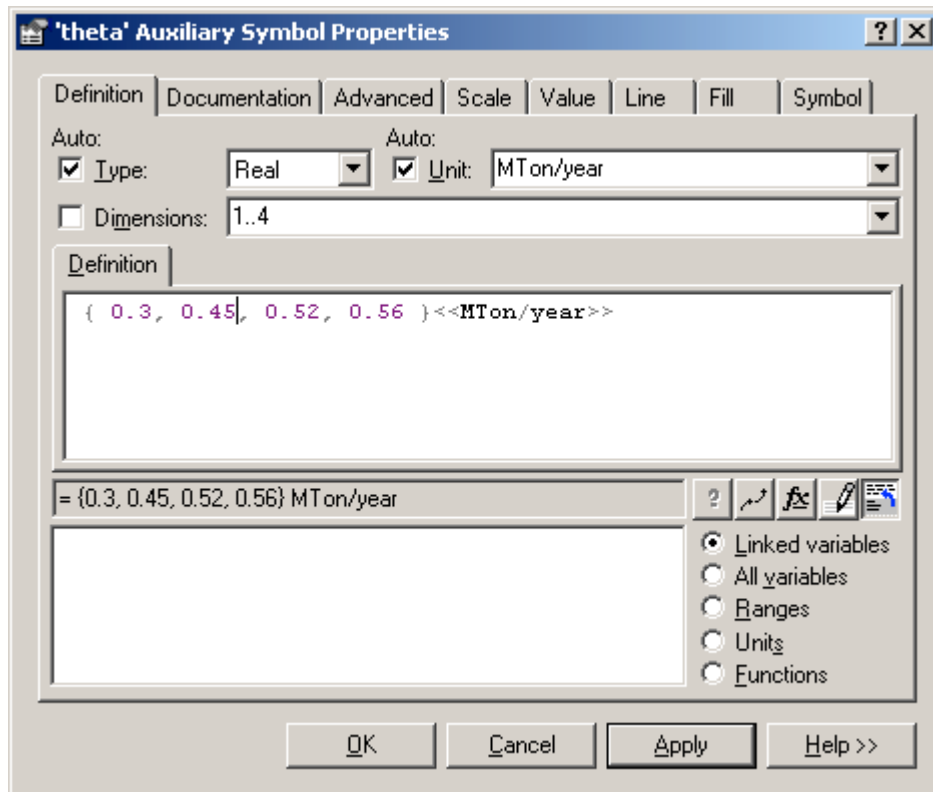 'theta' Auxiliary Symbol Properties
Definition Documentation Advanced Scale Value Line Fill Symbol
Auto: Auto:
Type: Real Unit: MTon/year
Dimensions: 1..4
Definition
{ 0.3, 0.45, 0.52, 0.56 }<<MTon/year>>
= {0.3, 0.45, 0.52, 0.56} MTon/year
Linked variables
All variables
Ranges
Units
Functions
OK Cancel Apply Help >>